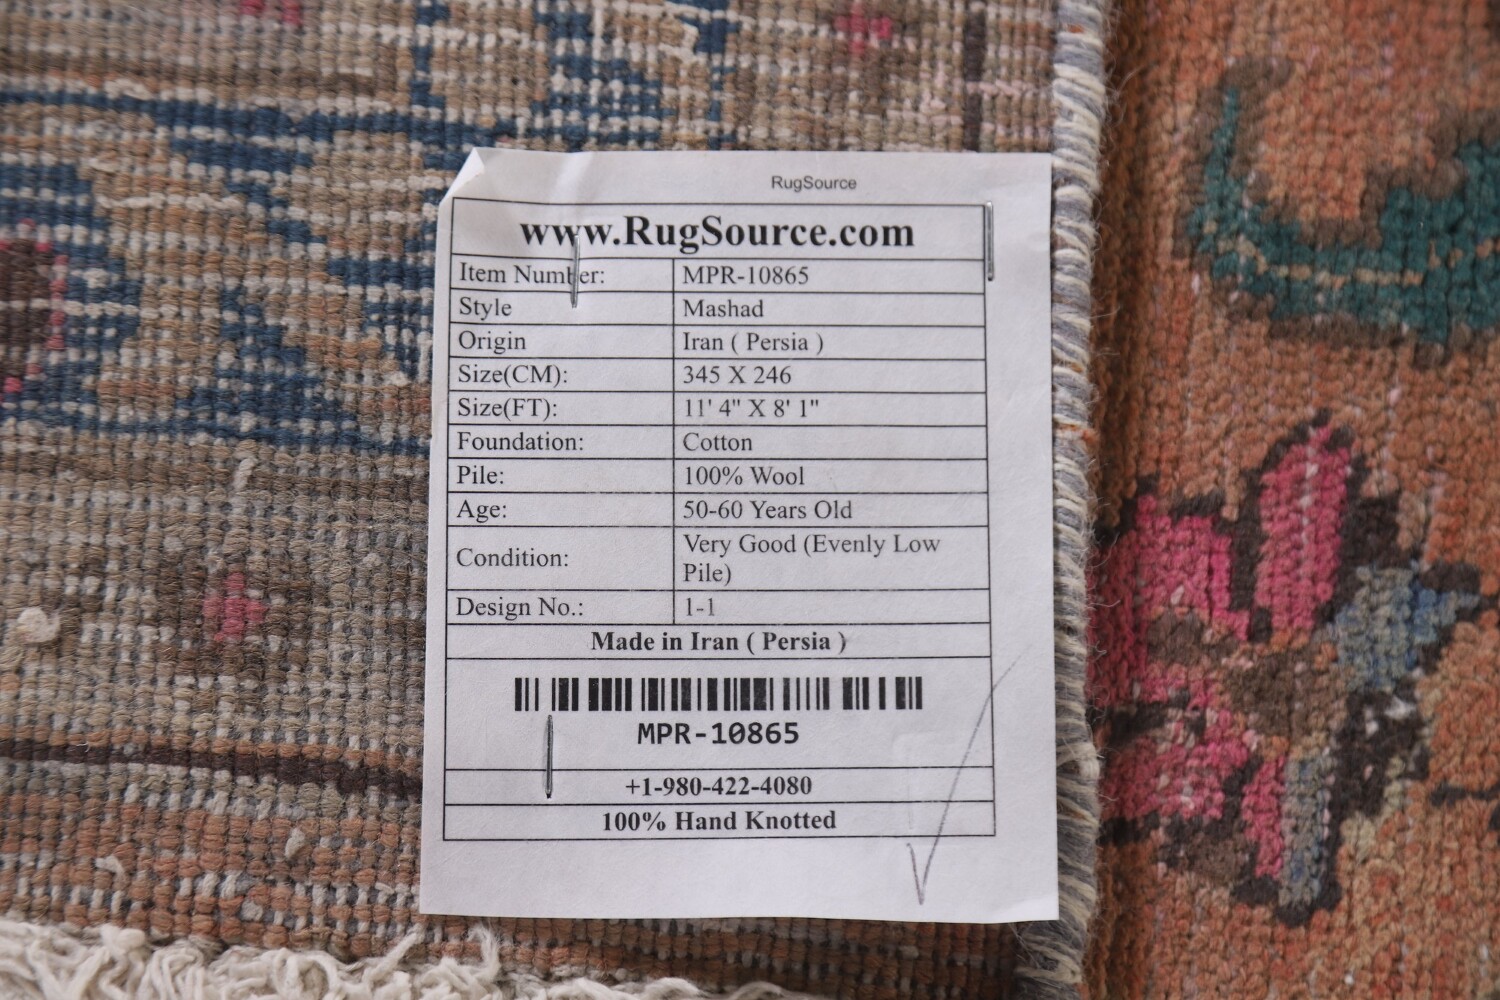 RugSource
www.RugSource.com
Item Number: MPR-10865
Style Mashad
Origin Iran ( Persia )
Size(CM): 345 X 246
Size(FT): 11' 4" X 8' 1"
Foundation: Cotton
Pile: 100% Wool
Age: 50-60 Years Old
Condition: Very Good (Evenly Low
Pile)
Design No.: 1-1
Made in Iran ( Persia )
MPR-10865
+1-980-422-4080
100% Hand Knotted